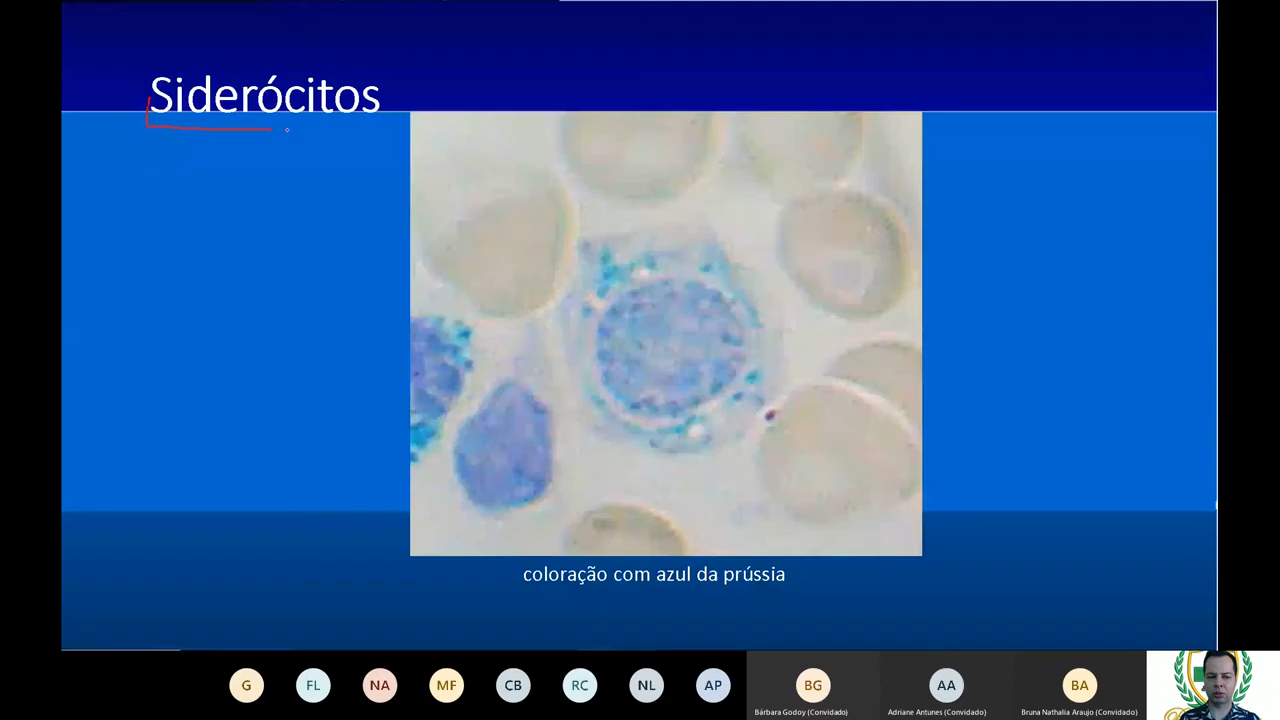 Siderócitos
coloração com azul da prússia
G
FL
NA
MF
CB
RC
NL
AP
BG
AA
BA
Bárbara Godoy (Convidado)
Adriane Antunes (Convidado)
Bruna Nathalia Araujo (Convidado)